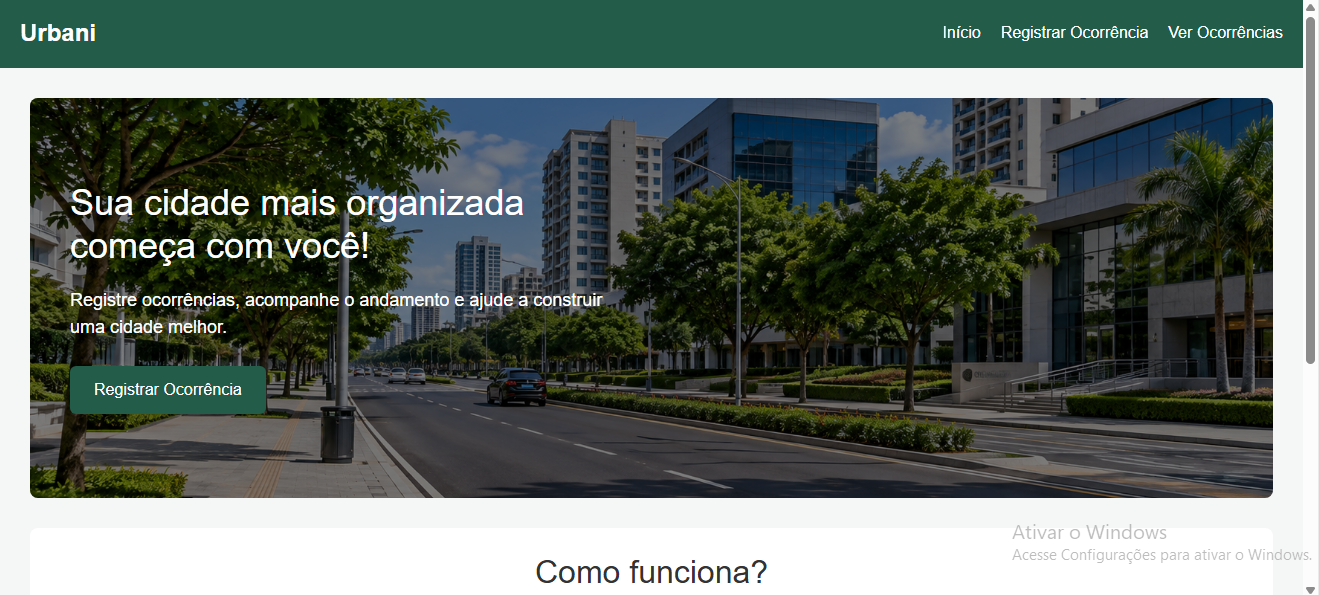 Urbani
Início Registrar Ocorrência Ver Ocorrências
Sua cidade mais organizada
começa com você!
Registre ocorrências, acompanhe o andamento e ajude a construir
uma cidade melhor.
Registrar Ocorrência
Ativar o Windows
Acesse Configurações para ativar o Windows.
Como funciona?